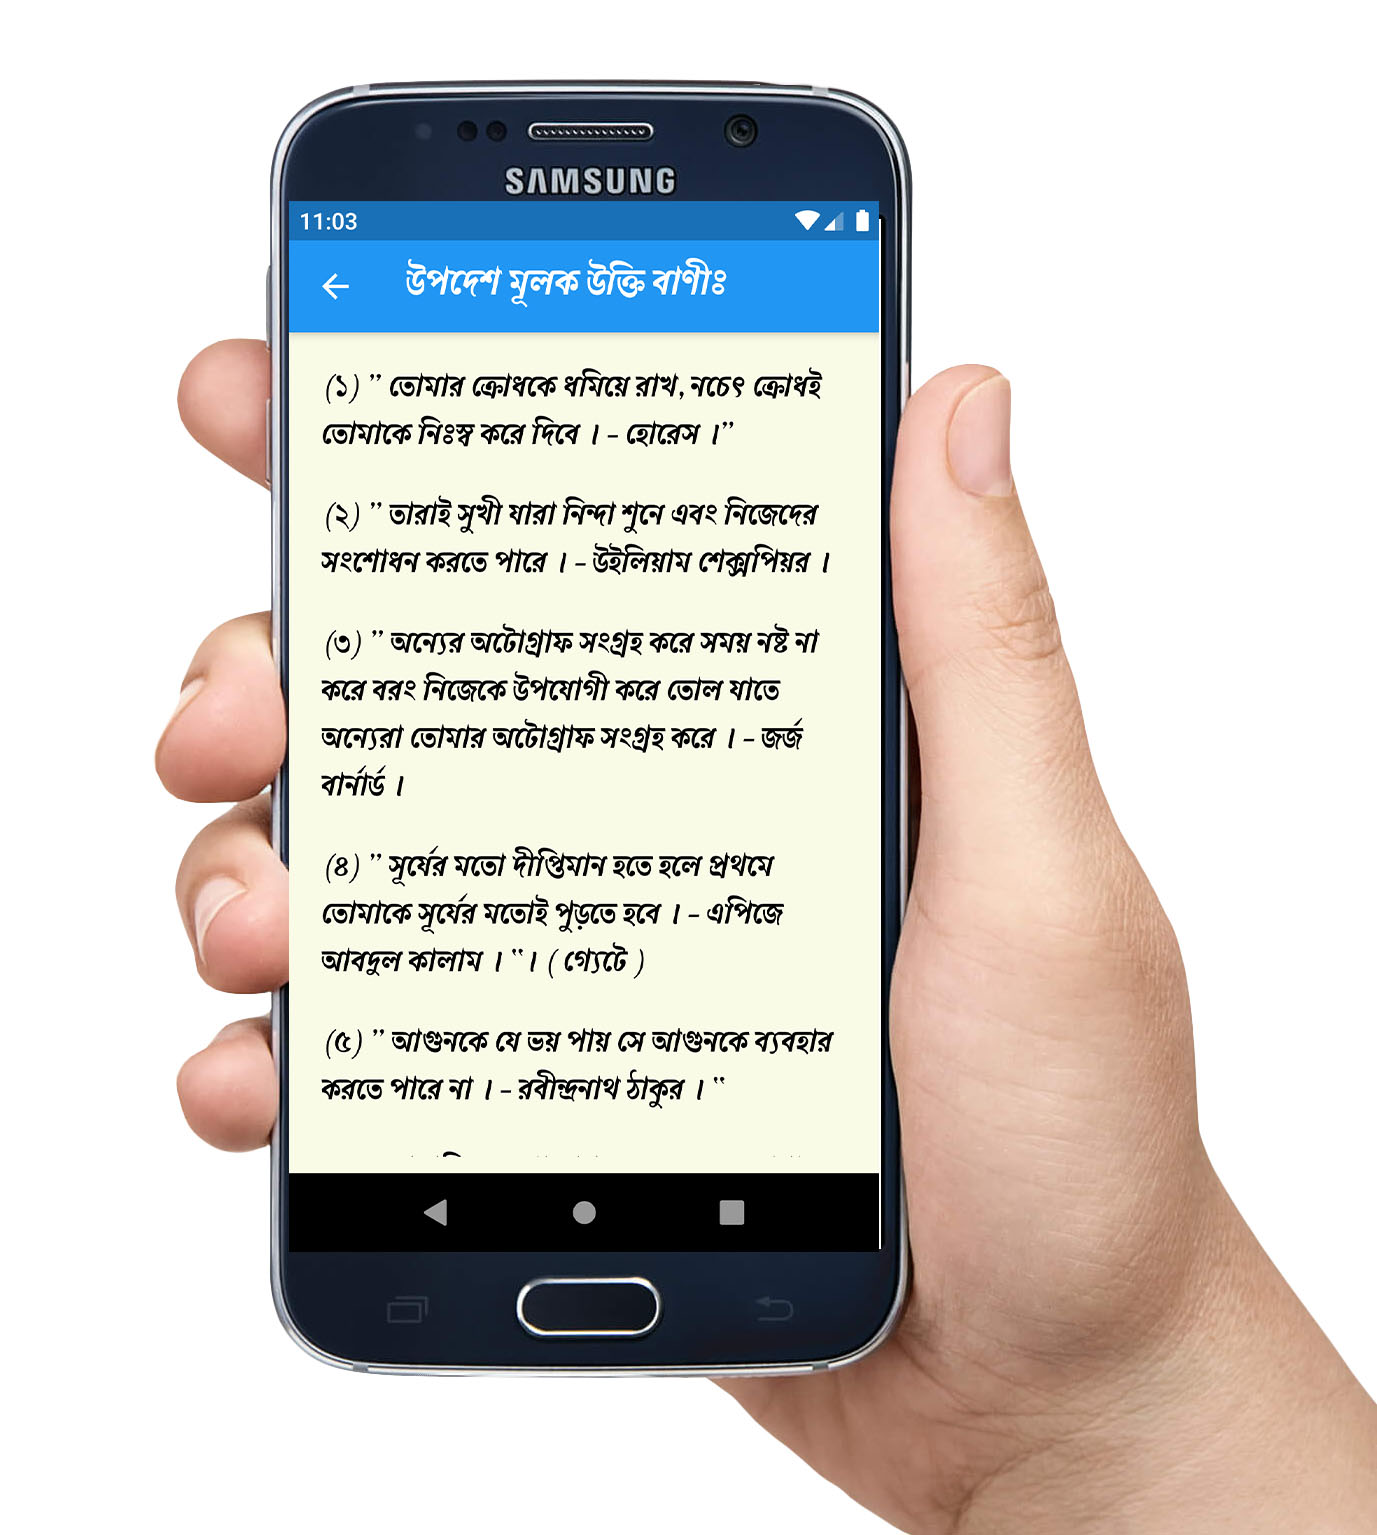 SAMSUNG
11:03
উপদেশ মূলক উক্তি বাণীঃ
(১) ” তোমার ক্রোধকে ধমিয়ে রাখ, নচেৎ ক্রোধই
তোমাকে নিঃস্ব করে দিবে । – হোরেস ।”
(২) ” তারাই সুখী যারা নিন্দা শুনে এবং নিজেদের
সংশোধন করতে পারে । – উইলিয়াম শেক্সপিয়র ।
(৩) ” অন্যের অটোগ্রাফ সংগ্রহ করে সময় নষ্ট না
করে বরং নিজেকে উপযোগী করে তোল যাতে
অন্যেরা তোমার অটোগ্রাফ সংগ্রহ করে । – জর্জ
বার্নার্ড ।
(৪) ” সূর্যের মতো দীপ্তিমান হতে হলে প্রথমে
তোমাকে সূর্যের মতোই পুড়তে হবে । – এপিজে
আবদুল কালাম । “। ( গ্যেটে )
(৫) ” আগুনকে যে ভয় পায় সে আগুনকে ব্যবহার
করতে পারে না । – রবীন্দ্রনাথ ঠাকুর । “